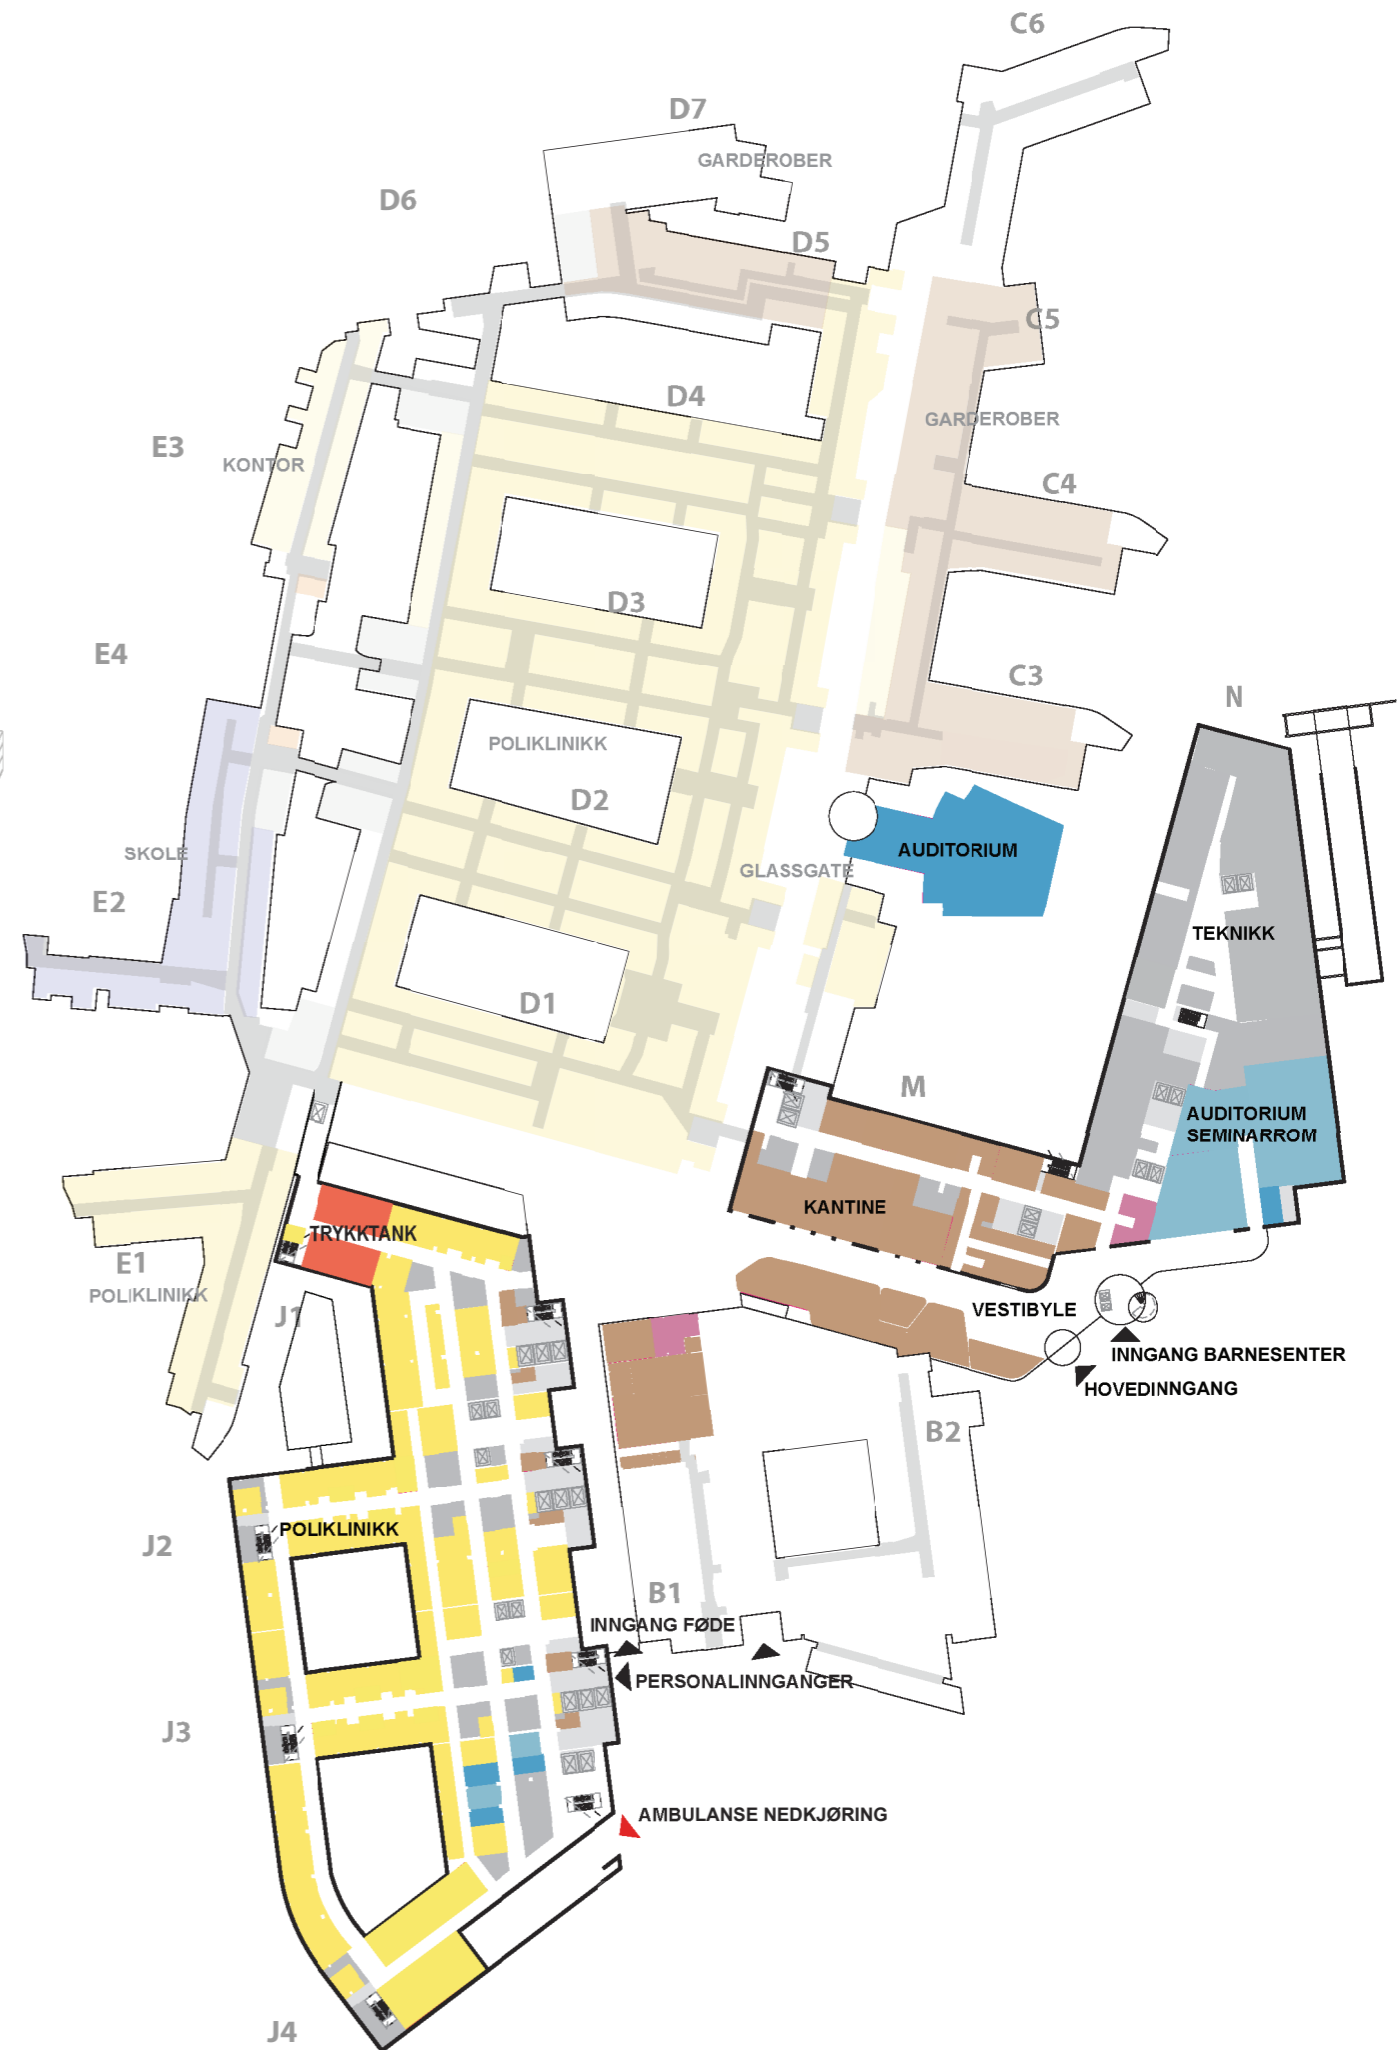 C6
D7
GARDEROBER
D6
D5
C5
D4
GARDEROBER
E3
KONTOR
C4
D3
E4
C3
N
POLIKLINIKK
D2
SKOLE
AUDITORIUM
GLASSGATE
E2
TEKNIKK
D1
M
AUDITORIUM
SEMINARROM
KANTINE
TRYKKTANK
E1
POLIKLINIKK
J1
VESTIBYLE
INNGANG BARNESENTER
HOVEDINNGANG
B2
POLIKLINIKK
J2
B1
INNGANG FØDE
PERSONALINNGANGER
J3
AMBULANSE NEDKJØRING
J4